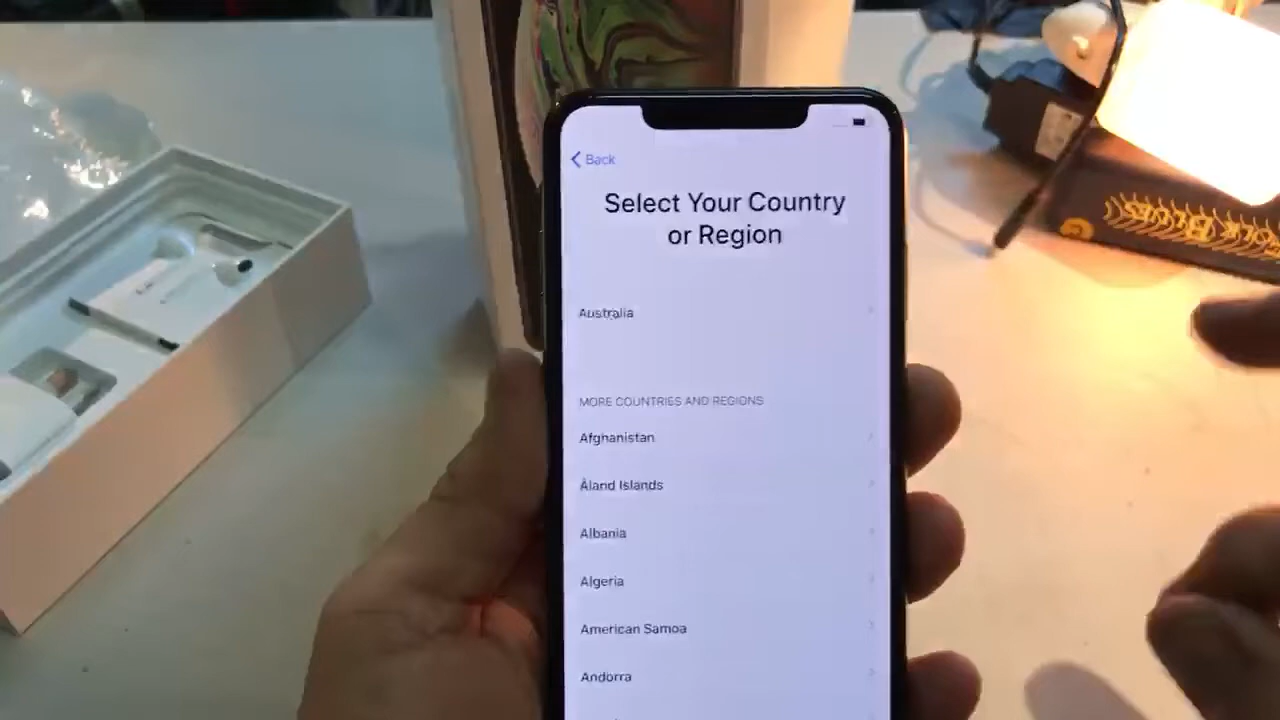 Back
Select Your Country
or Region
Australia
MORE COUNTRIES AND REGIONS
Afghanistan
Åland Islands
Albania
Algeria
American Samoa
Andorra